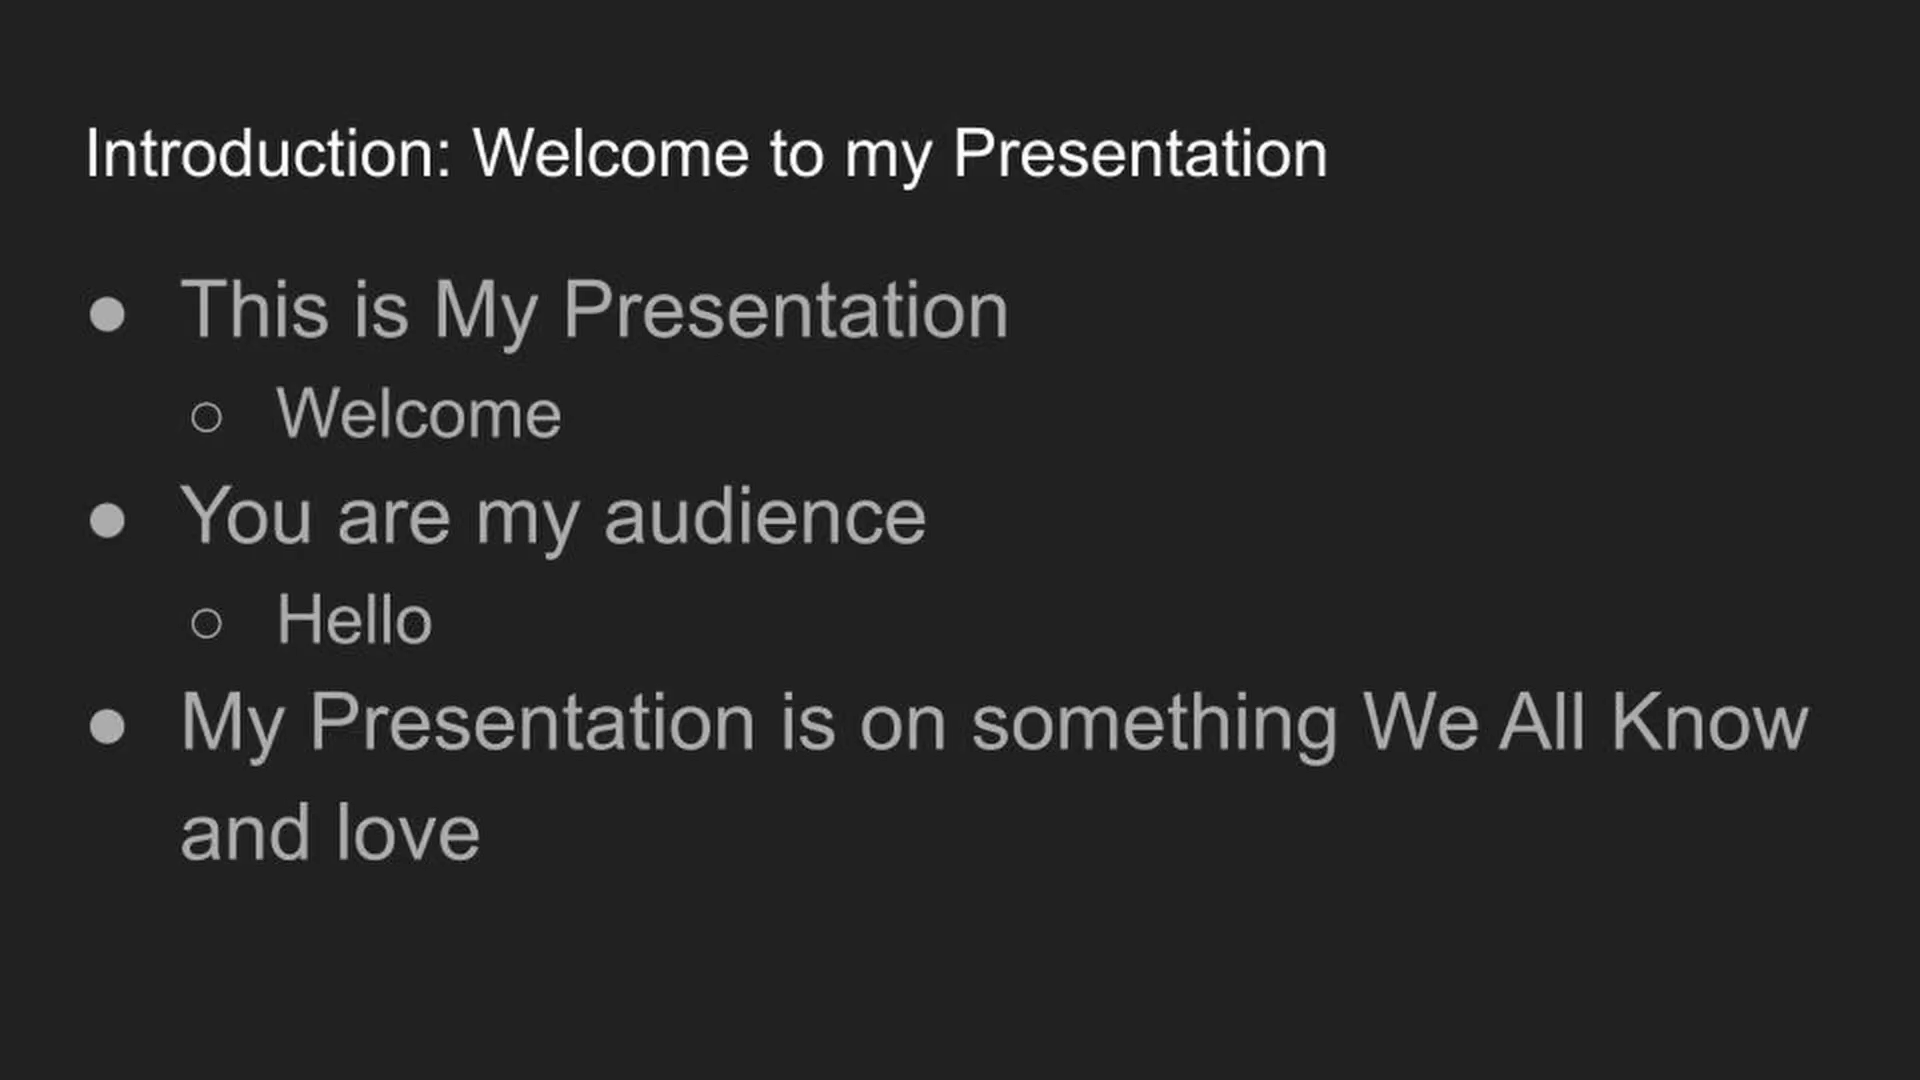 Introduction: Welcome to my Presentation
● This is My Presentation
○ Welcome
● You are my audience
○ Hello
● My Presentation is on something We All Know
and love